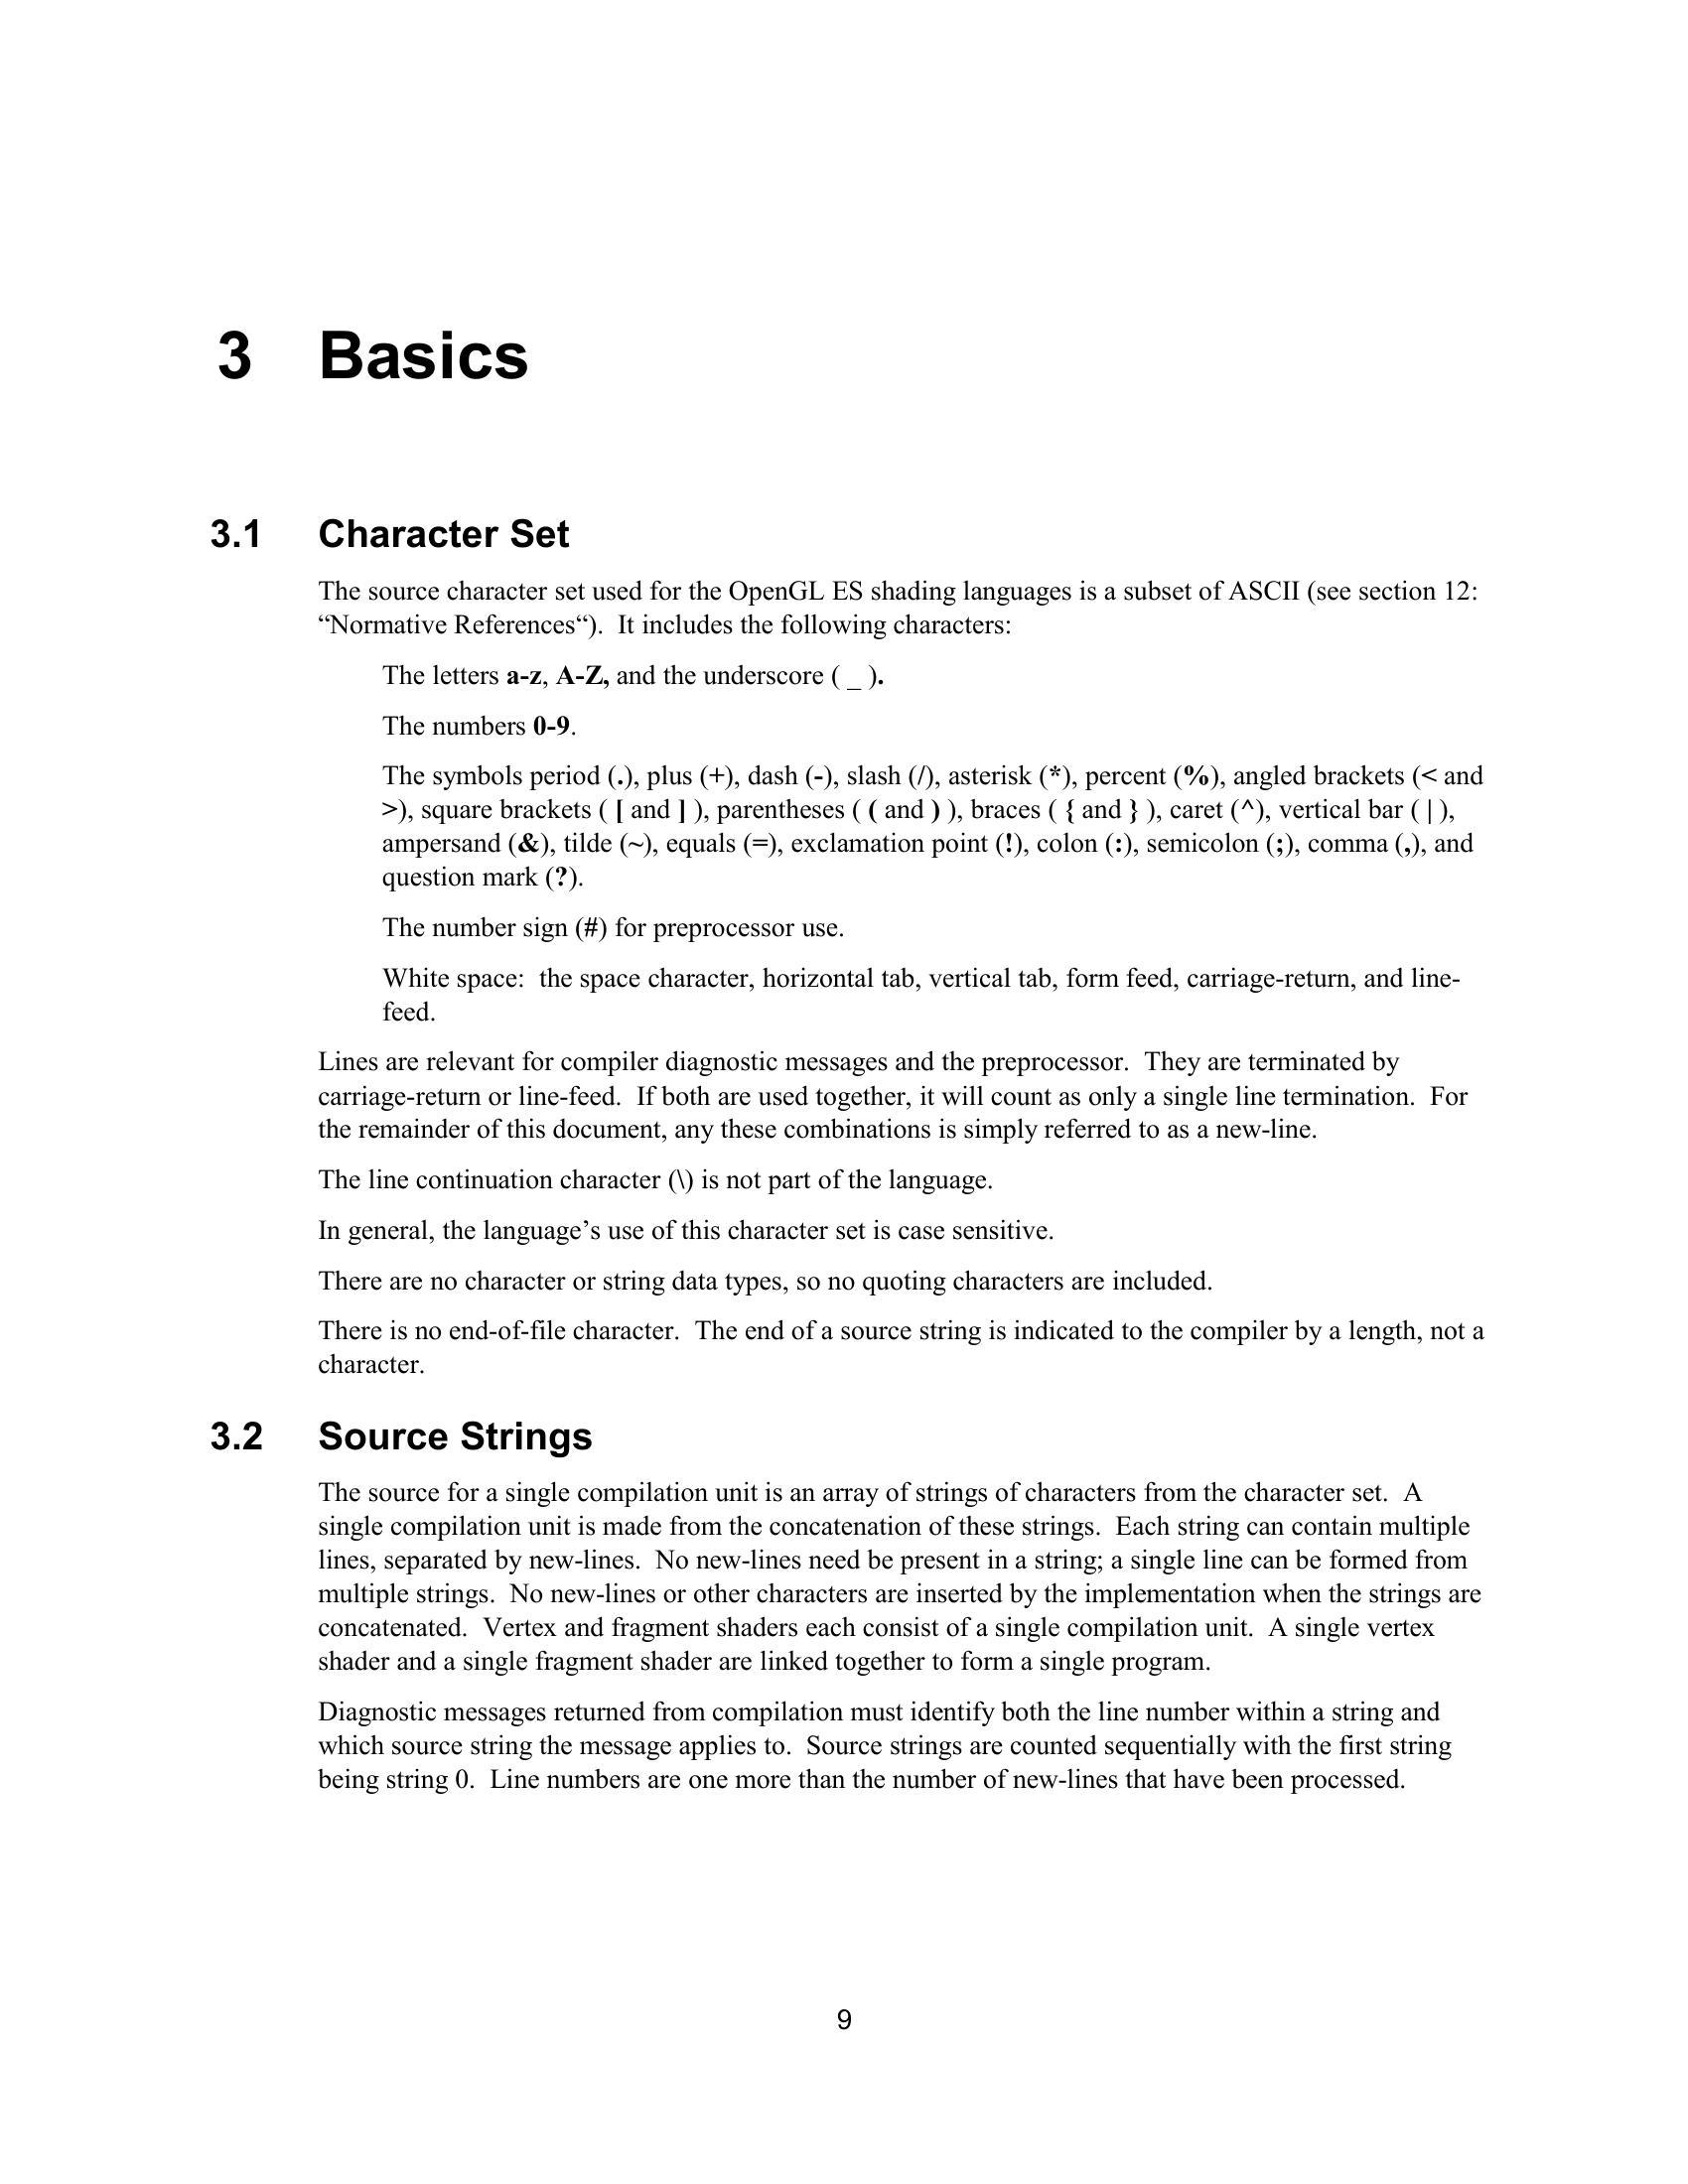 3 Basics
3.1 Character Set
The source character set used for the OpenGL ES shading languages is a subset of ASCII (see section 12:
“Normative References“).  It includes the following characters:
The letters a-z, A-Z, and the underscore ( _ ).
The numbers 0-9.
The symbols period (.), plus (+), dash (-), slash (/), asterisk (*), percent (%), angled brackets (< and
>), square brackets ( [ and ] ), parentheses ( ( and ) ), braces ( { and } ), caret (^), vertical bar ( | ),
ampersand (&), tilde (~), equals (=), exclamation point (!), colon (:), semicolon (;), comma (,), and
question mark (?).
The number sign (#) for preprocessor use.
White space:  the space character, horizontal tab, vertical tab, form feed, carriage-return, and line-
feed.
Lines are relevant for compiler diagnostic messages and the preprocessor.  They are terminated by
carriage-return or line-feed.  If both are used together, it will count as only a single line termination.  For
the remainder of this document, any these combinations is simply referred to as a new-line.
The line continuation character (\) is not part of the language.
In general, the language’s use of this character set is case sensitive.
There are no character or string data types, so no quoting characters are included.
There is no end-of-file character.  The end of a source string is indicated to the compiler by a length, not a
character.
3.2 Source Strings
The source for a single compilation unit is an array of strings of characters from the character set.  A
single compilation unit is made from the concatenation of these strings.  Each string can contain multiple
lines, separated by new-lines.  No new-lines need be present in a string; a single line can be formed from
multiple strings.  No new-lines or other characters are inserted by the implementation when the strings are
concatenated.  Vertex and fragment shaders each consist of a single compilation unit.  A single vertex
shader and a single fragment shader are linked together to form a single program.
Diagnostic messages returned from compilation must identify both the line number within a string and
which source string the message applies to.  Source strings are counted sequentially with the first string
being string 0.  Line numbers are one more than the number of new-lines that have been processed.
9